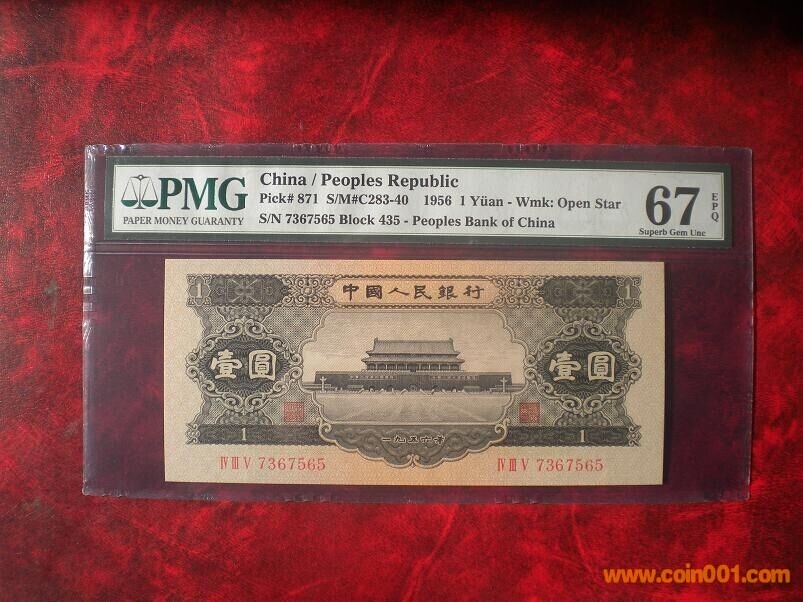 PMG
PAPER MONEY GUARANTY
China / Peoples Republic
Pick# 871 S/M#C283-40 1956 1 Yüan - Wmk: Open Star
S/N 7367565 Block 435 - Peoples Bank of China
67 EPQ
Superb Gem Unc
1 中國人民銀行 1
壹圓 壹圓
1 一九五六年 1
ⅣⅢⅤ 7367565 ⅣⅢⅤ 7367565
www.coin001.com